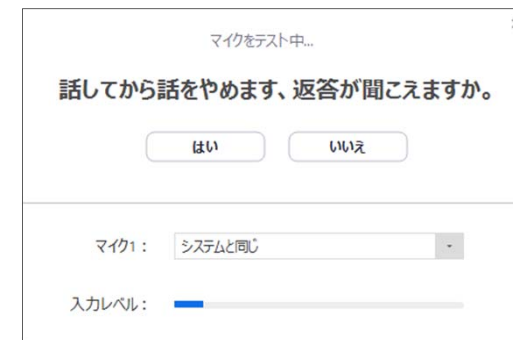 マイクをテスト中...
話してから話をやめます、返答が聞こえますか。
はい いいえ
マイク1： システムと同じ
入力レベル：